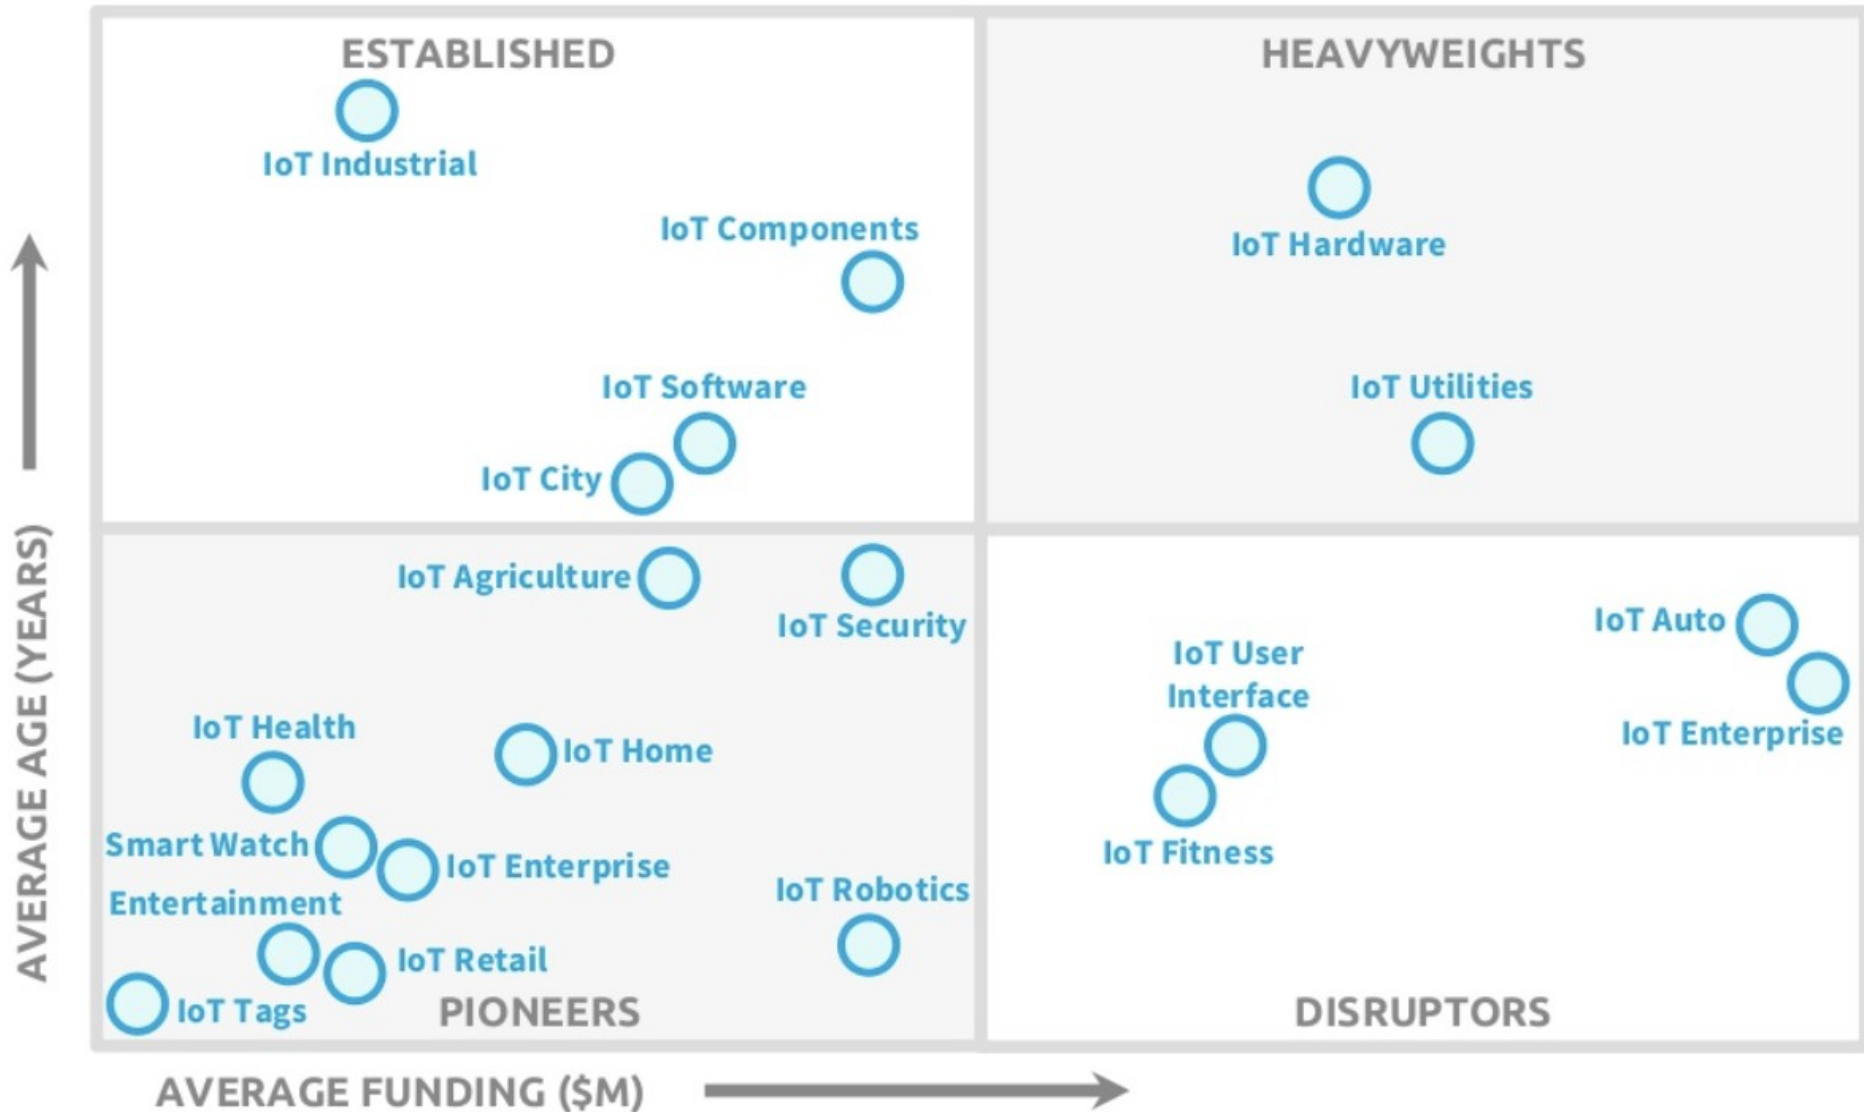 ESTABLISHED
IoT Industrial
IoT Components
IoT Software
IoT City
HEAVYWEIGHTS
IoT Hardware
IoT Utilities
IoT Agriculture
IoT Security
IoT Health
IoT Home
Smart Watch
IoT Enterprise
Entertainment
IoT Robotics
IoT Retail
IoT Tags
PIONEERS
IoT Auto
IoT User
Interface
IoT Enterprise
IoT Fitness
DISRUPTORS
AVERAGE AGE (YEARS)
AVERAGE FUNDING ($M)